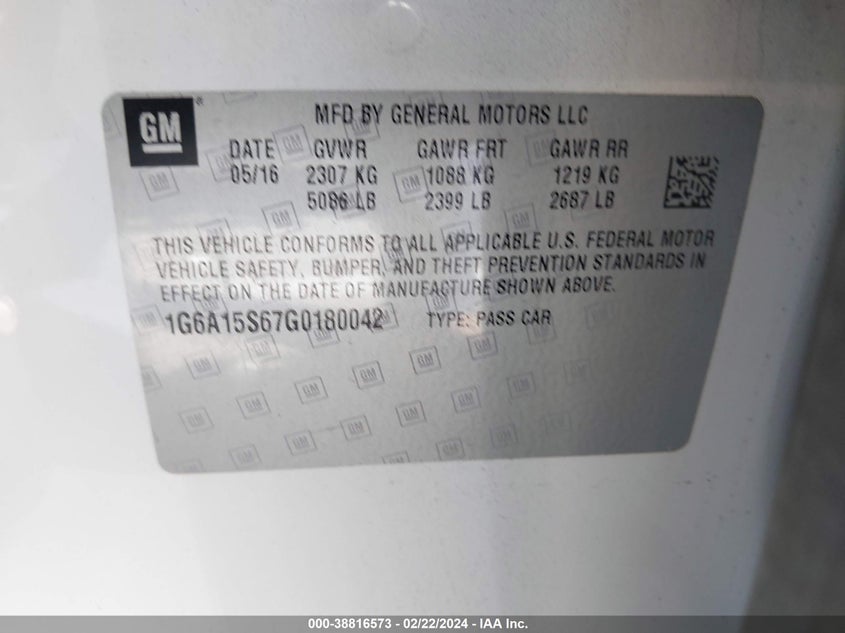 GM MFD BY GENERAL MOTORS LLC
DATE GVWR GAWR FRT GAWR RR
05/16 2307 KG 1088 KG 1219 KG
5086 LB 2399 LB 2687 LB
THIS VEHICLE CONFORMS TO ALL APPLICABLE U.S. FEDERAL MOTOR
VEHICLE SAFETY, BUMPER, AND THEFT PREVENTION STANDARDS IN
EFFECT ON THE DATE OF MANUFACTURE SHOWN ABOVE.
1G6A15S67G0180042 TYPE: PASS CAR
000-38816573 - 02/22/2024 - IAA Inc.